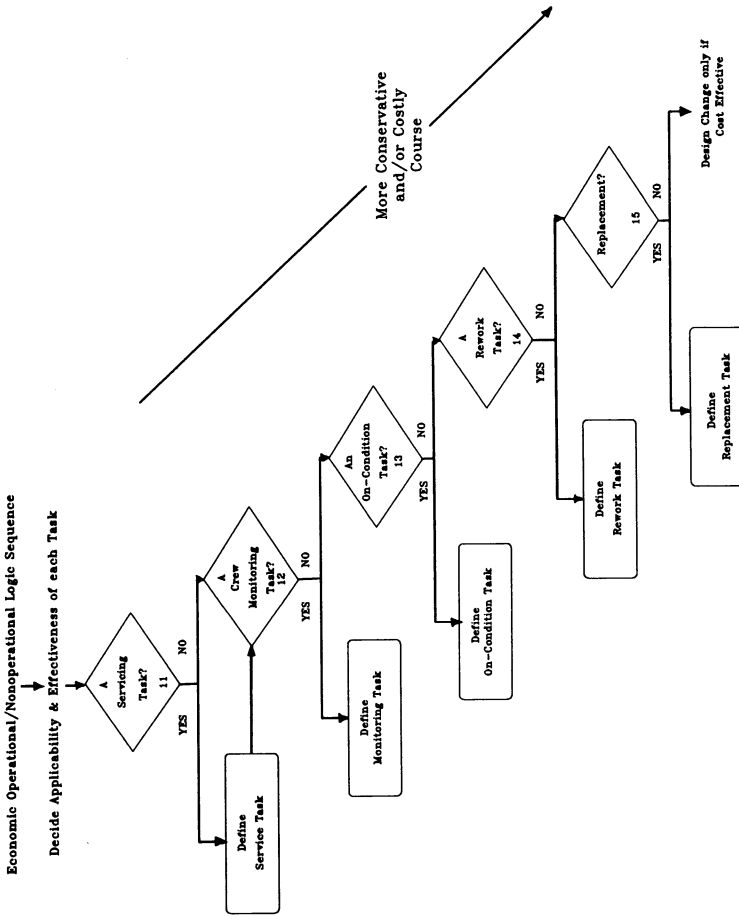 Economic Operational/Nonoperational Logic Sequence
Decide Applicability & Effectiveness of each Task
A
Servicing
Task?
11
YES
NO
Define
Service Task
A
Crew
Monitoring
Task?
12
YES
NO
Define
Monitoring Task
An
On-Condition
Task?
13
YES
NO
Define
On-Condition Task
A
Rework
Task?
14
YES
NO
Define
Rework Task
Replacement?
15
YES
NO
Define
Replacement Task
Design Change only if
Cost Effective
More Conservative
and/or Costly
Course